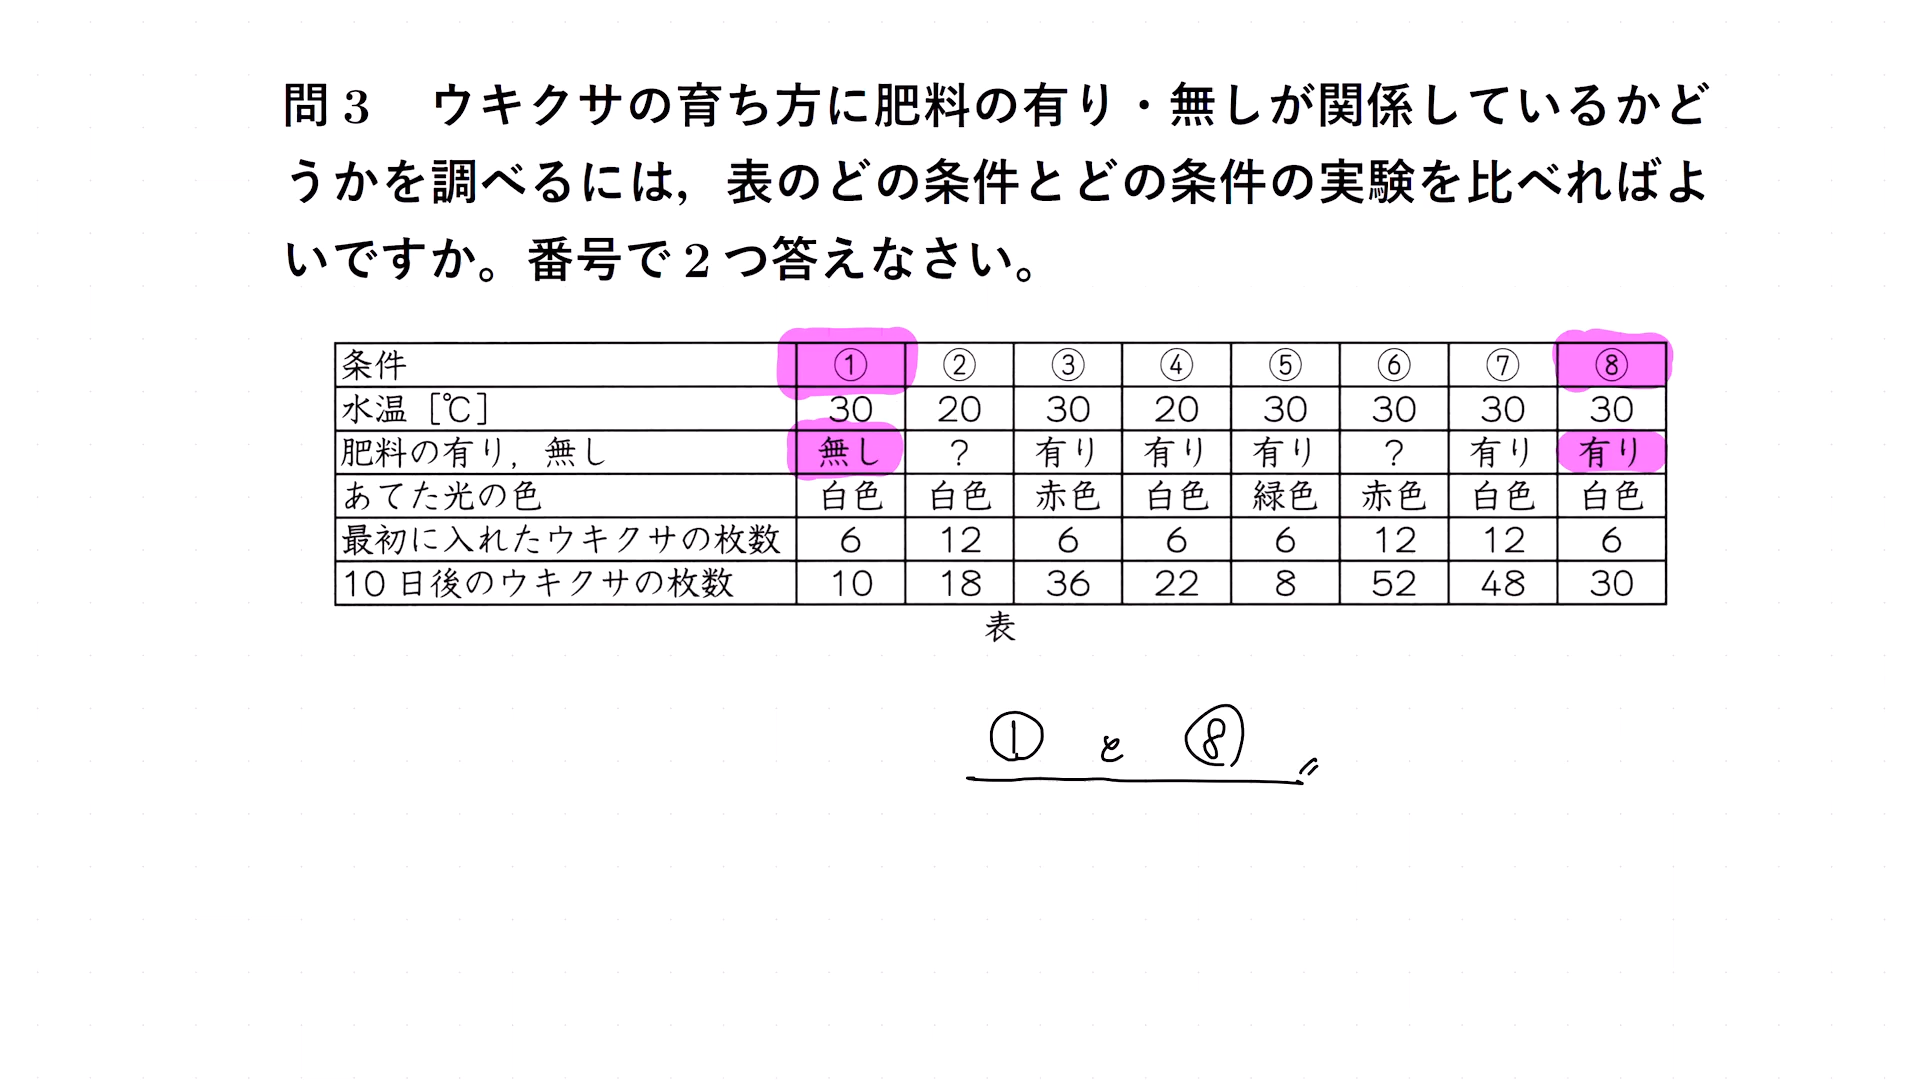 問3 ウキクサの育ち方に肥料の有り・無しが関係しているかど
うかを調べるには，表のどの条件とどの条件の実験を比べればよ
いですか。番号で2つ答えなさい。
条件 ① ② ③ ④ ⑤ ⑥ ⑦ ⑧
水温［℃］ 30 20 30 20 30 30 30 30
肥料の有り，無し 無し ? 有り 有り 有り ? 有り 有り
あてた光の色 白色 白色 赤色 白色 緑色 赤色 白色 白色
最初に入れたウキクサの枚数 6 12 6 6 6 12 12 6
10日後のウキクサの枚数 10 18 36 22 8 52 48 30
表
① と ⑧